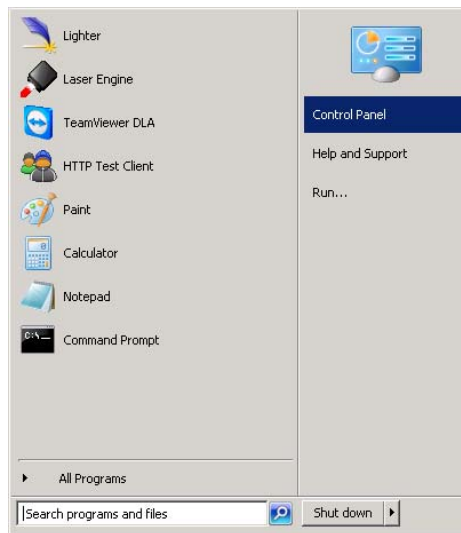 Lighter
Laser Engine
TeamViewer DLA
HTTP Test Client
Paint
Calculator
Notepad
C:\_
Command Prompt
All Programs
Search programs and files
Control Panel
Help and Support
Run...
Shut down